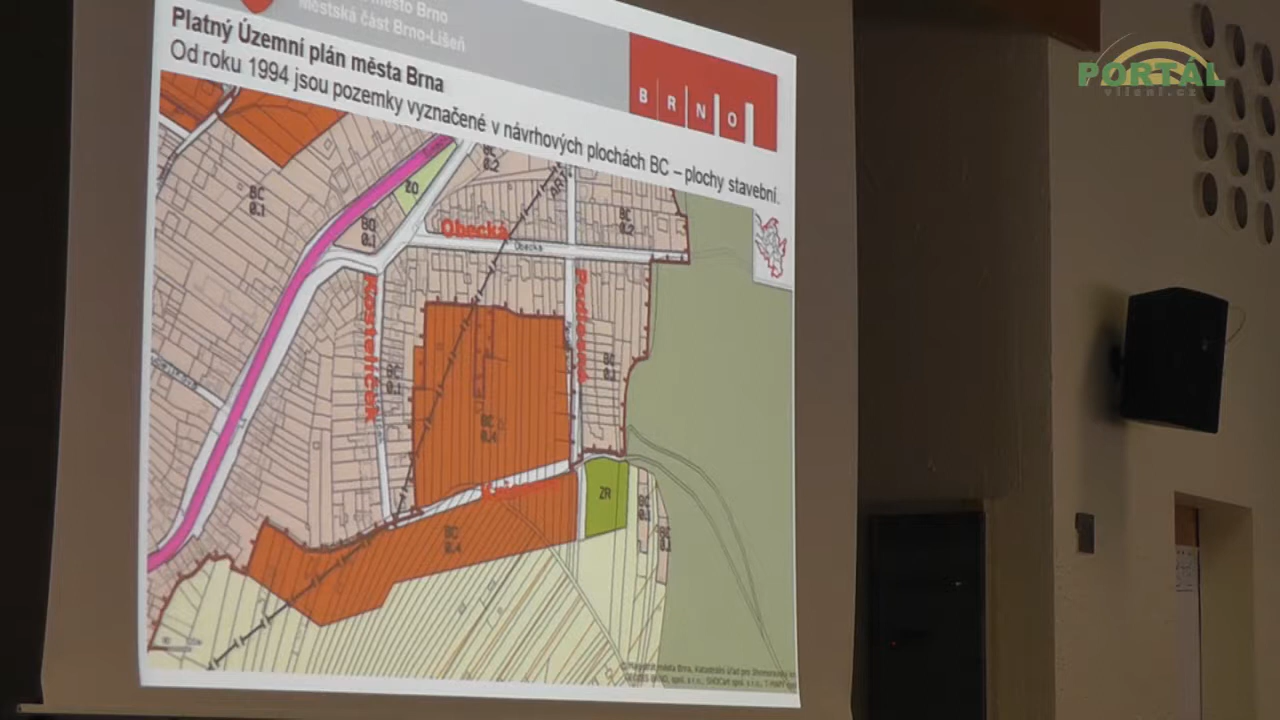 město Brno
Městská část Brno-Líšeň
Platný Územní plán města Brna
Od roku 1994 jsou pozemky vyznačené v návrhových plochách BC – plochy stavební.
BRNO
PORTÁL
BC
0.2
ZO
BC
0.1
BO
0.1
BC
0.2
Obecká
Obecká
Kostelíček
Podlesná
BC
0.1
BC
0.1
BC
0.4
ZR
BC
0.4
BC
0.1
BC
0.1